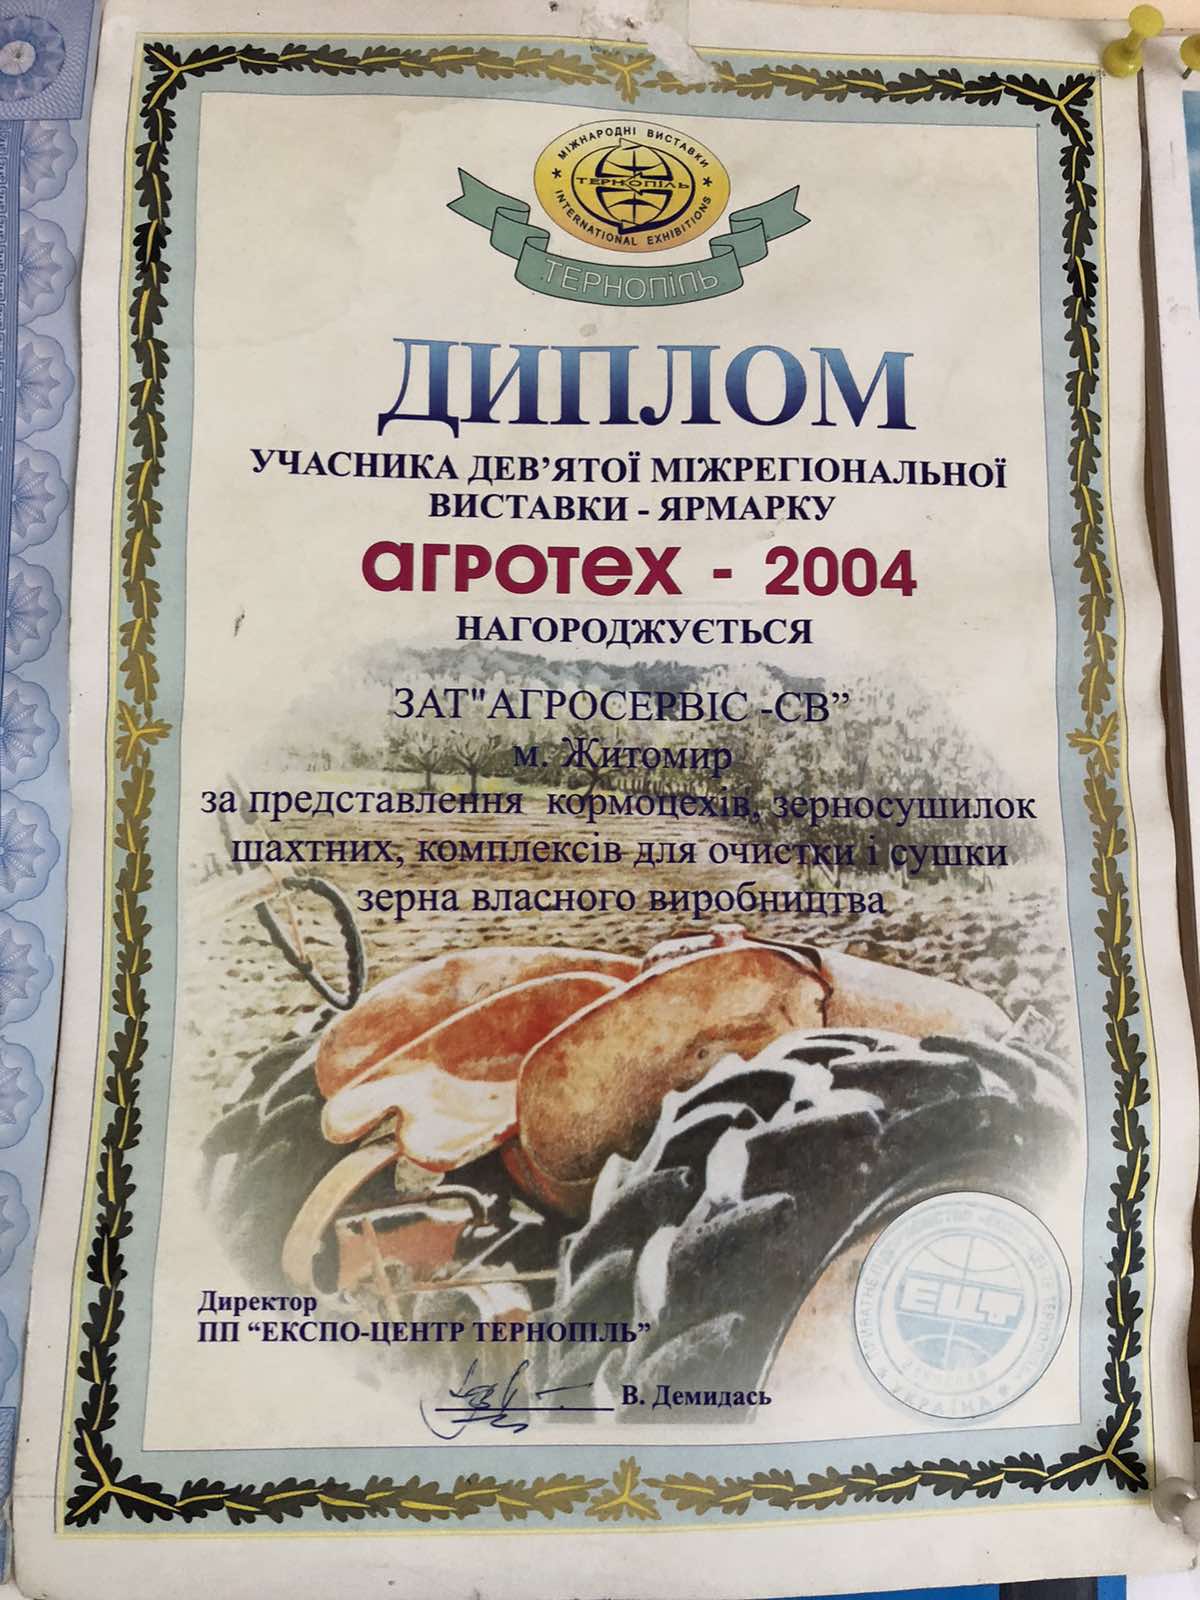 МІЖНАРОДНІ ВИСТАВКИ
ТЕРНОПІЛЬ
INTERNATIONAL EXHIBITIONS
ТЕРНОПІЛЬ
ДИПЛОМ
УЧАСНИКА ДЕВ’ЯТОЇ МІЖРЕГІОНАЛЬНОЇ
ВИСТАВКИ - ЯРМАРКУ
агротех - 2004
НАГОРОДЖУЄТЬСЯ
ЗАТ"АГРОСЕРВІС -СВ”
м. Житомир
за представлення кормоцехів, зерносушилок
шахтних, комплексів для очистки і сушки
зерна власного виробництва
Директор
ПП “ЕКСПО-ЦЕНТР ТЕРНОПІЛЬ”
В. Демидась
ЕЦТ
УКРАЇНА